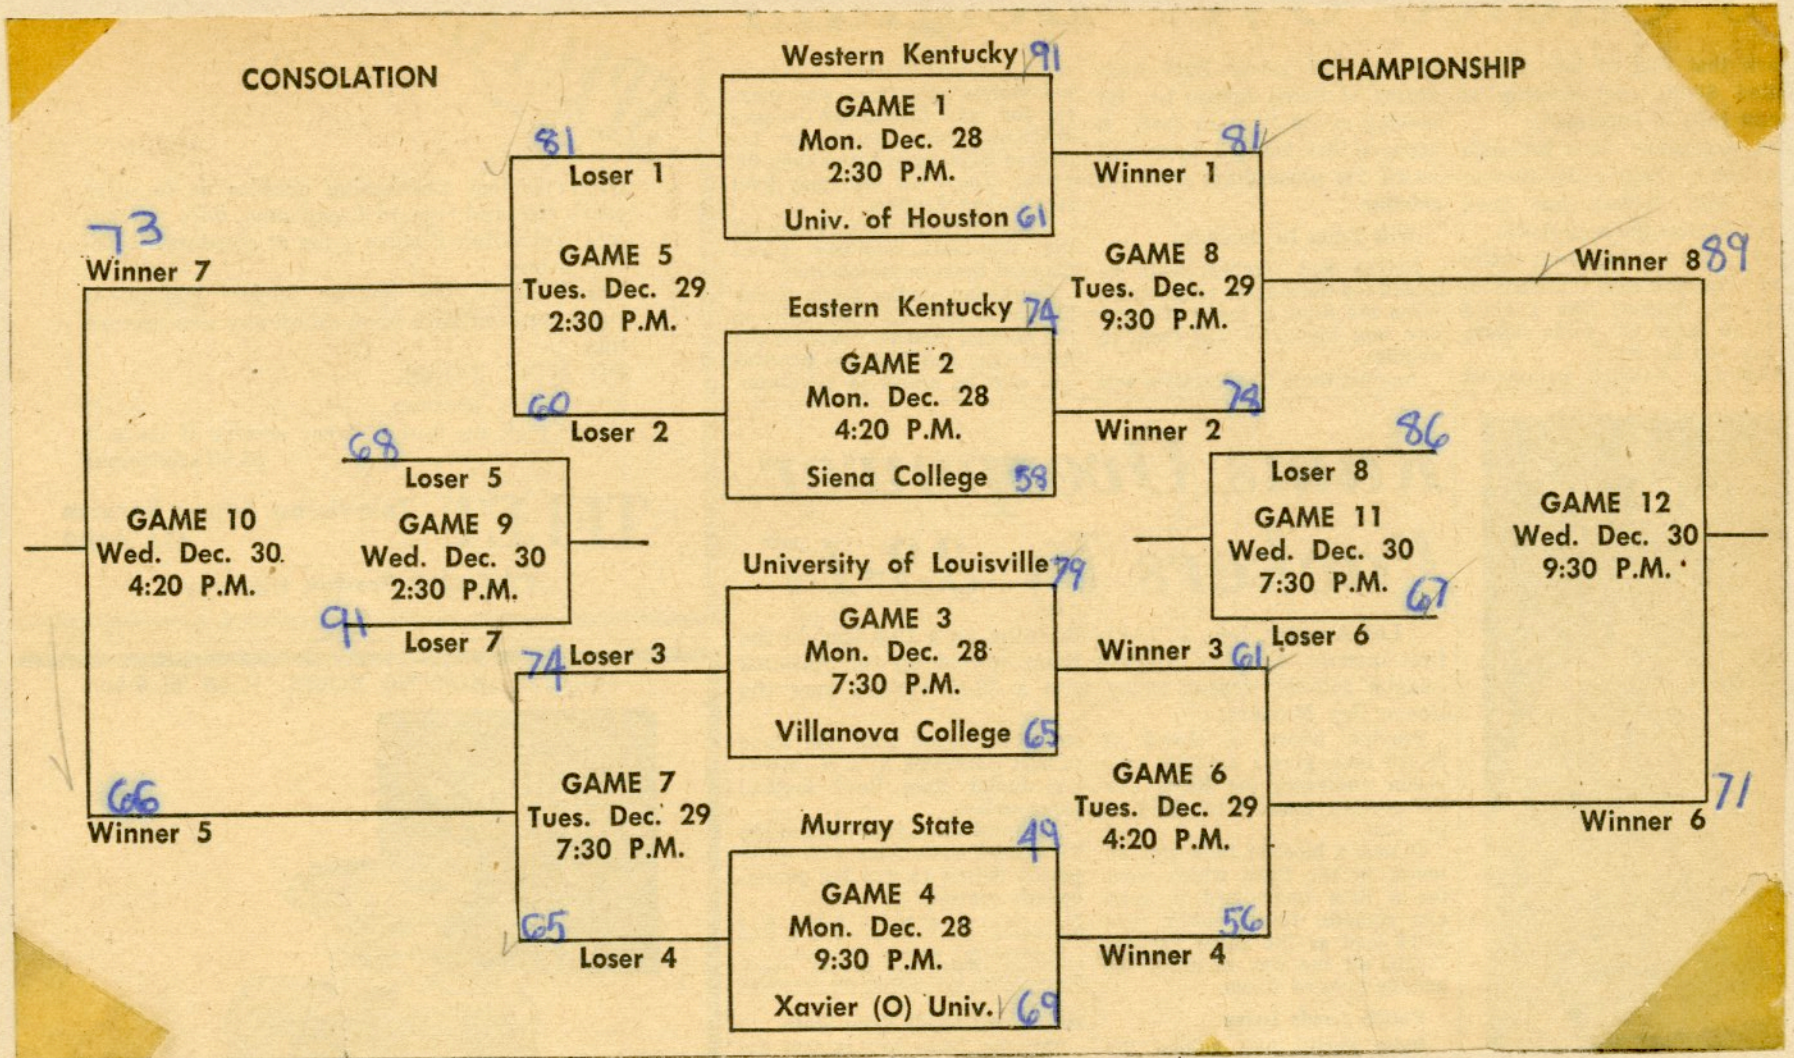 CONSOLATION
CHAMPIONSHIP
Western Kentucky 91
GAME 1
Mon. Dec. 28
2:30 P.M.
Univ. of Houston 61
81
Loser 1
81
Winner 1
73
Winner 7
GAME 5
Tues. Dec. 29
2:30 P.M.
GAME 8
Tues. Dec. 29
9:30 P.M.
Winner 8 89
Eastern Kentucky 74
GAME 2
Mon. Dec. 28
4:20 P.M.
Siena College 58
60
Loser 2
78
Winner 2
68
Loser 5
GAME 9
Wed. Dec. 30
2:30 P.M.
91
Loser 7
GAME 10
Wed. Dec. 30
4:20 P.M.
86
Loser 8
GAME 11
Wed. Dec. 30
7:30 P.M.
67
Loser 6
GAME 12
Wed. Dec. 30
9:30 P.M.
University of Louisville 79
GAME 3
Mon. Dec. 28
7:30 P.M.
Villanova College 65
74 Loser 3
Winner 3 61
GAME 7
Tues. Dec. 29
7:30 P.M.
GAME 6
Tues. Dec. 29
4:20 P.M.
66
Winner 5
71
Winner 6
Murray State 49
GAME 4
Mon. Dec. 28
9:30 P.M.
Xavier (O) Univ. 69
65
Loser 4
56
Winner 4